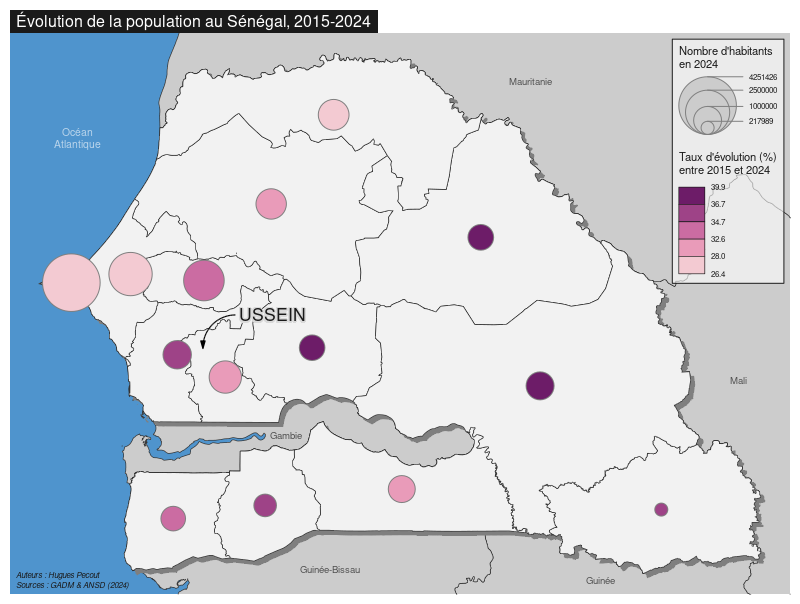 Évolution de la population au Sénégal, 2015-2024
Nombre d'habitants
en 2024
4251426
2500000
1000000
217989
Taux d'évolution (%)
entre 2015 et 2024
39.9
36.7
34.7
32.6
28.0
26.4
Mauritanie
Océan
Atlantique
USSEIN
Mali
Gambie
Guinée-Bissau
Guinée
Auteurs : Hugues Pecout
Sources : GADM & ANSD (2024)